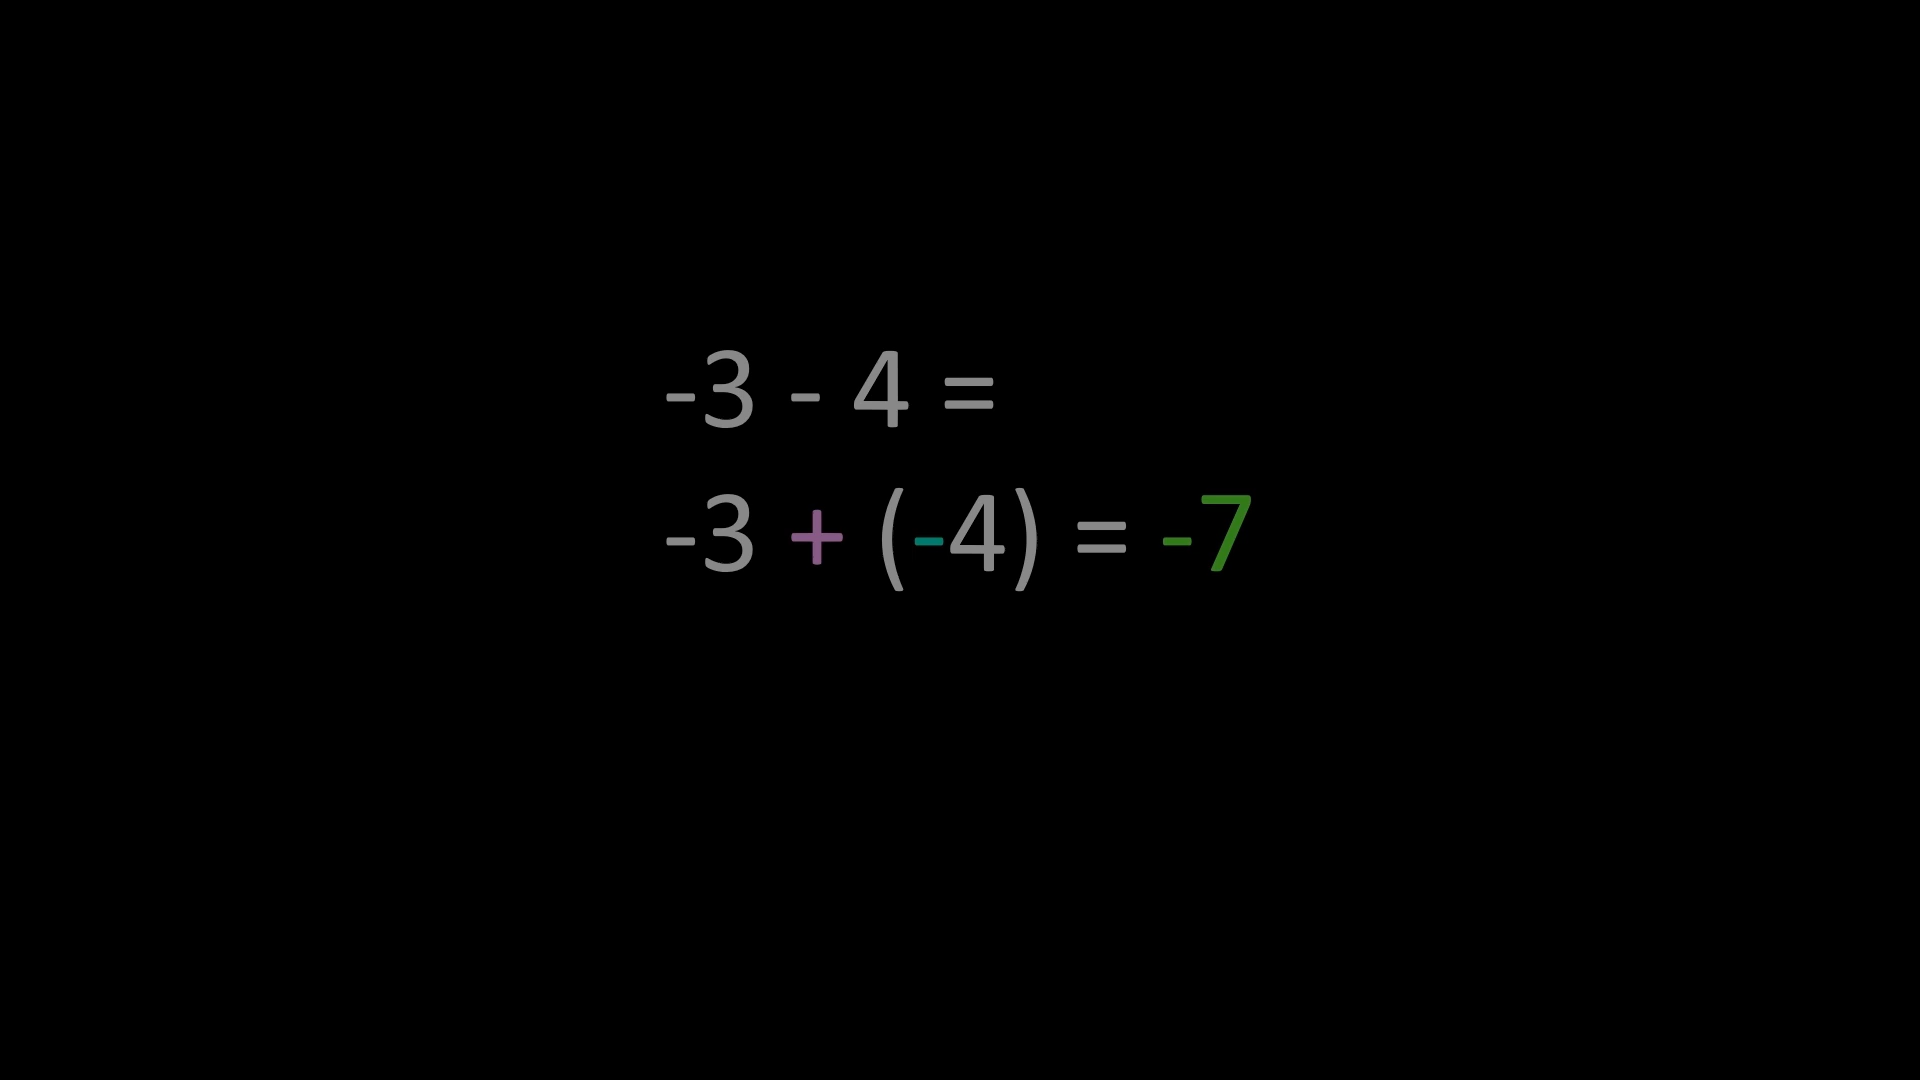 -3 - 4 =
-3 + (-4) = -7